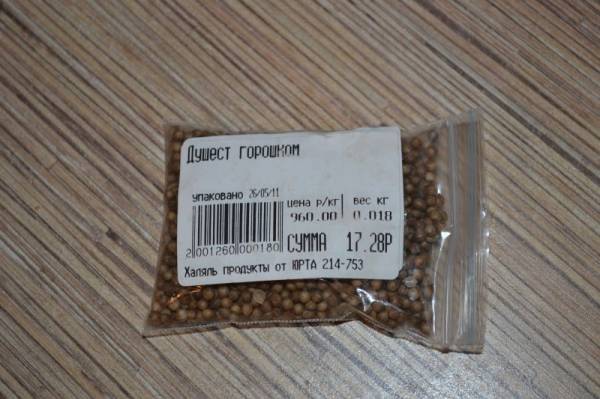 Душест горошком
упаковано 26/05/11
цена р/кг вес кг
960.00 0.018
СУММА 17.28Р
2 001260 000180
Халяль продукты от ЮРТА 214-753